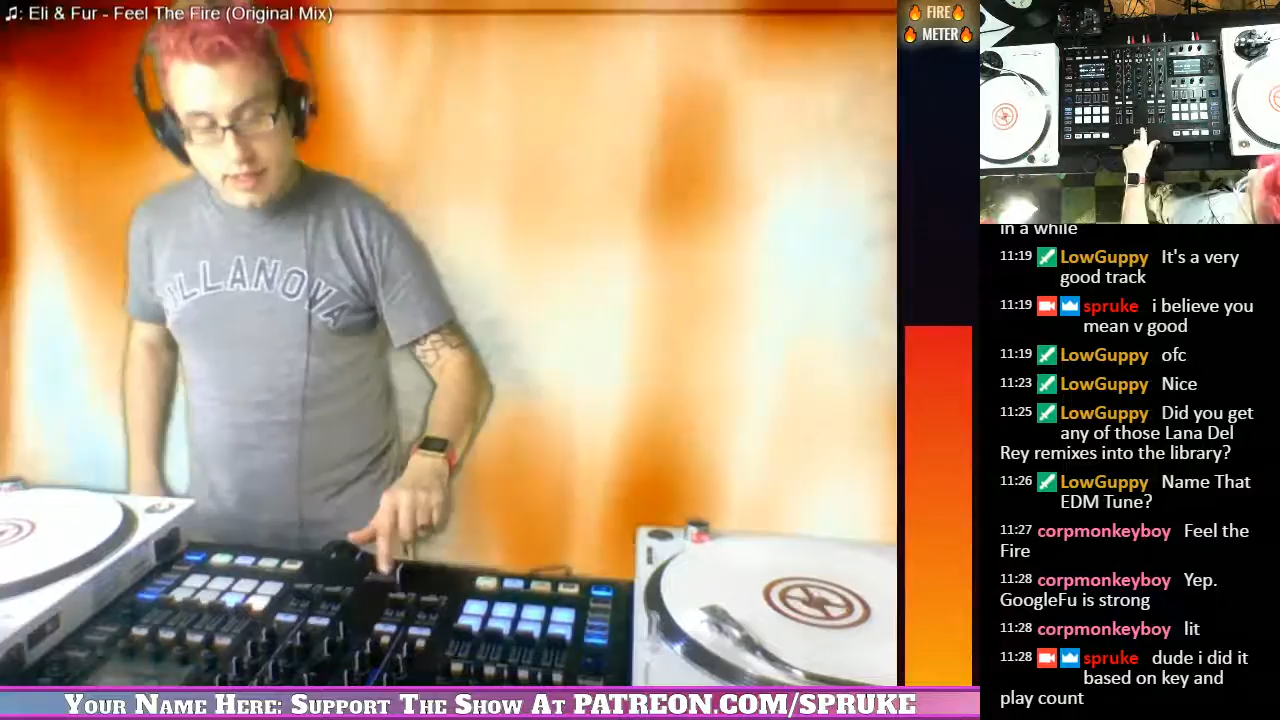 ♫: Eli & Fur - Feel The Fire (Original Mix)
🔥 FIRE🔥
🔥 METER🔥
VILLANOVA
in a while
11:19 LowGuppy It's a very
good track
11:19 spruke i believe you
mean v good
11:19 LowGuppy ofc
11:23 LowGuppy Nice
11:25 LowGuppy Did you get
any of those Lana Del
Rey remixes into the library?
11:26 LowGuppy Name That
EDM Tune?
11:27 corpmonkeyboy Feel the
Fire
11:28 corpmonkeyboy Yep.
GoogleFu is strong
11:28 corpmonkeyboy lit
11:28 spruke dude i did it
based on key and
play count
Your Name Here: Support The Show At PATREON.COM/SPRUKE